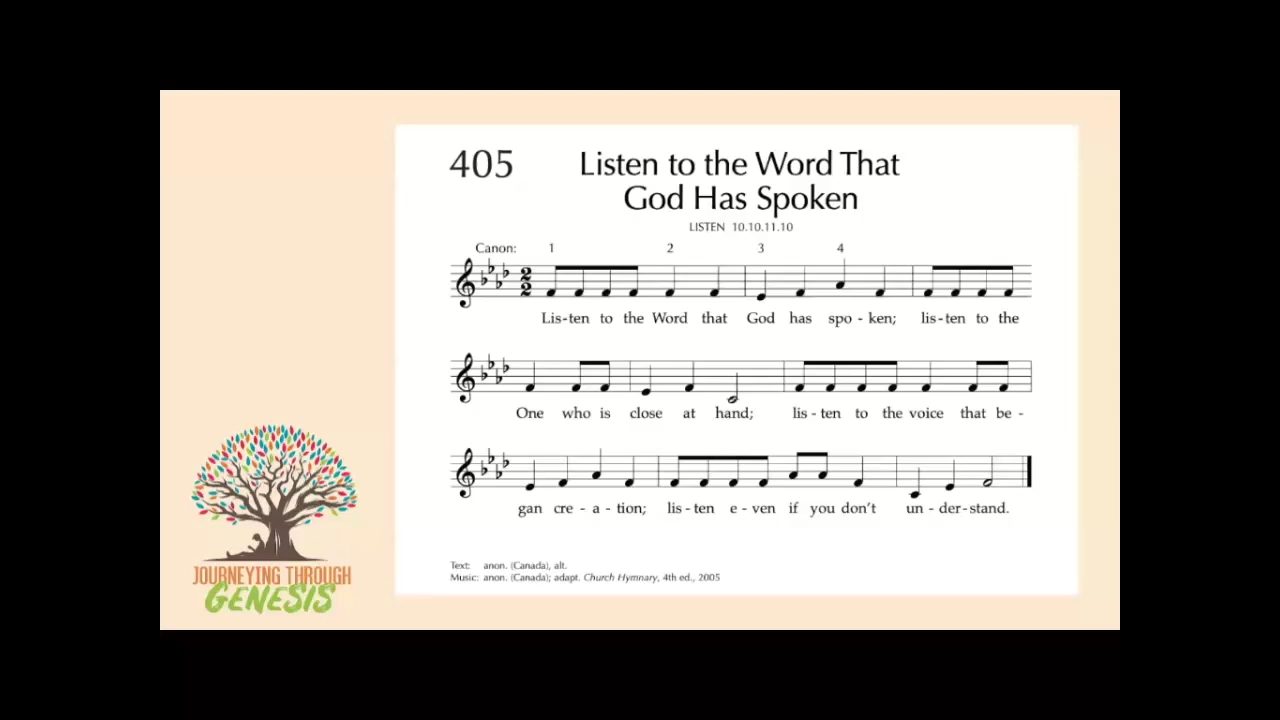 405
Listen to the Word That
God Has Spoken
LISTEN 10.10.11.10
Canon: 1 2 3 4
2
2
Lis-ten to the Word that God has spo - ken; lis-ten to the
One who is close at hand; lis - ten to the voice that be -
gan cre - a - tion; lis - ten e - ven if you don't un - der-stand.
Text: anon. (Canada), alt.
Music: anon. (Canada); adapt. Church Hymnary, 4th ed., 2005
JOURNEYING THROUGH
GENESIS